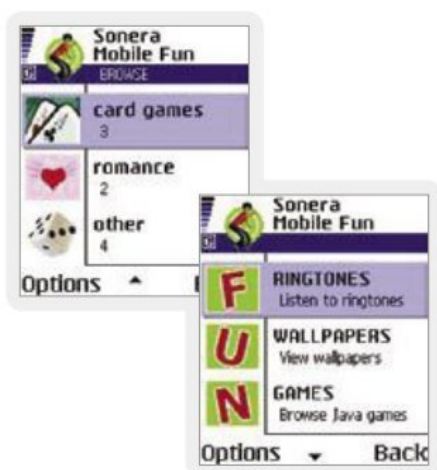 Sonera
Mobile Fun
BROWSE
card games
3
romance
2
other
4
Options
Sonera
Mobile Fun
F RINGTONES
Listen to ringtones
U WALLPAPERS
View wallpapers
N GAMES
Browse Java games
Options Back